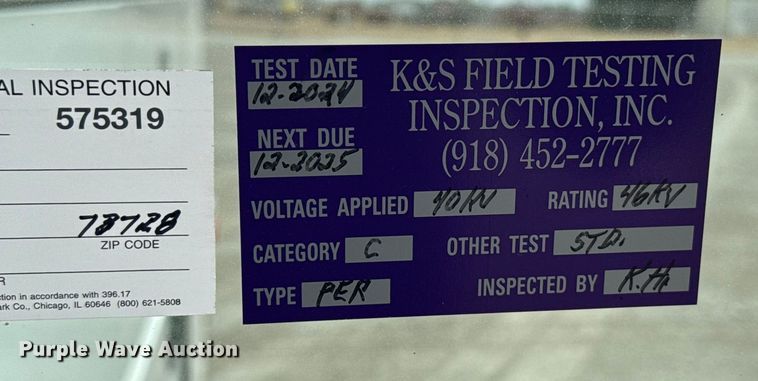 AL INSPECTION
575319
78728
ZIP CODE
R
ction in accordance with 396.17
ark Co., Chicago, IL 60646 (800) 621-5808
TEST DATE
12-2024
NEXT DUE
12-2025
K&S FIELD TESTING
INSPECTION, INC.
(918) 452-2777
VOLTAGE APPLIED 40KV RATING 46KV
CATEGORY C OTHER TEST STD.
TYPE PER INSPECTED BY K.H.
Purple Wave Auction